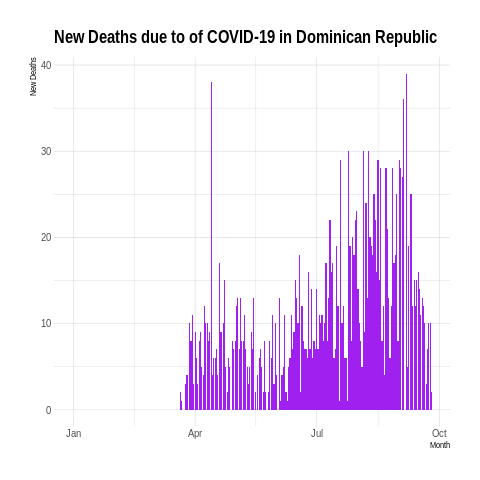 New Deaths due to of COVID-19 in Dominican Republic
New Deaths
40
30
20
10
0
Jan
Apr
Jul
Oct
Month